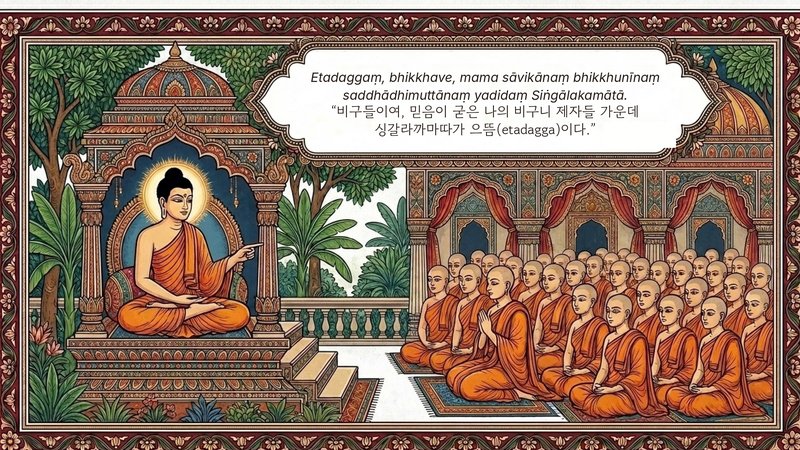 Etadaggaṃ, bhikkhave, mama sāvikānaṃ bhikkhunīnaṃ
saddhādhimuttānaṃ yadidaṃ Siṅgālakamātā.
“비구들이여, 믿음이 굳은 나의 비구니 제자들 가운데
싱갈라까마따가 으뜸(etadagga)이다.”